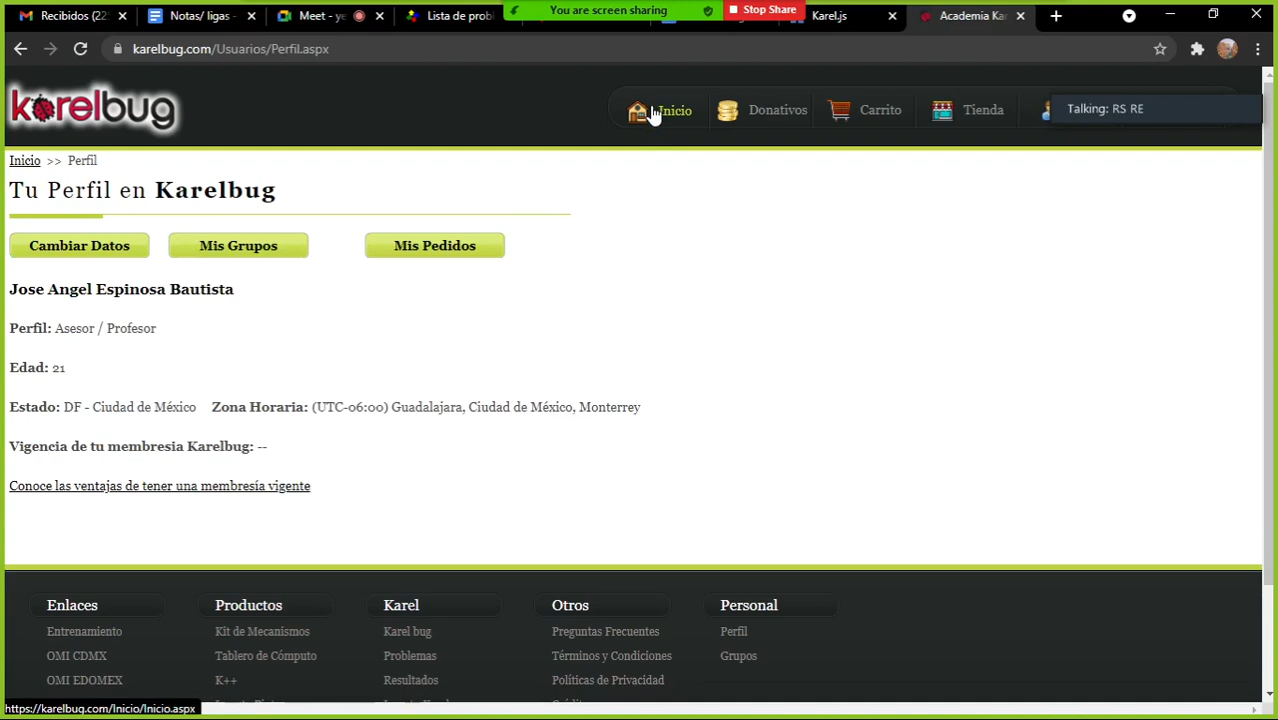 Recibidos (225
Notas/ ligas -
Meet - ye
Lista de probl
You are screen sharing
Stop Share
Karel.js
Academia Kar
karelbug.com/Usuarios/Perfil.aspx
karelbug
Inicio
Donativos
Carrito
Tienda
Talking: RS RE
Inicio >> Perfil
Tu Perfil en Karelbug
Cambiar Datos
Mis Grupos
Mis Pedidos
Jose Angel Espinosa Bautista
Perfil: Asesor / Profesor
Edad: 21
Estado: DF - Ciudad de México Zona Horaria: (UTC-06:00) Guadalajara, Ciudad de México, Monterrey
Vigencia de tu membresia Karelbug: --
Conoce las ventajas de tener una membresía vigente
Enlaces
Productos
Karel
Otros
Personal
Entrenamiento
Kit de Mecanismos
Karel bug
Preguntas Frecuentes
Perfil
OMI CDMX
Tablero de Cómputo
Problemas
Términos y Condiciones
Grupos
OMI EDOMEX
K++
Resultados
Políticas de Privacidad
https://karelbug.com/Inicio/Inicio.aspx